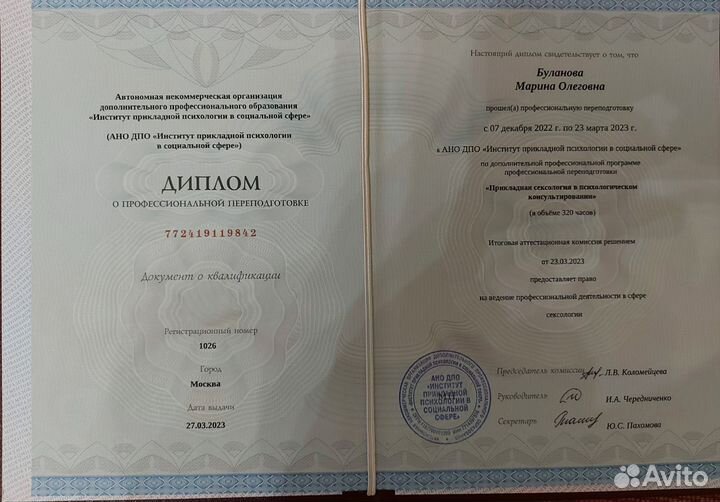 Автономная некоммерческая организация
дополнительного профессионального образования
«Институт прикладной психологии в социальной сфере»
(АНО ДПО «Институт прикладной психологии
в социальной сфере»)
ДИПЛОМ
О ПРОФЕССИОНАЛЬНОЙ ПЕРЕПОДГОТОВКЕ
772419119842
Документ о квалификации
Регистрационный номер
1026
Город
Москва
Дата выдачи
27.03.2023
Настоящий диплом свидетельствует о том, что
Буланова
Марина Олеговна
прошел(а) профессиональную переподготовку
с 07 декабря 2022 г. по 23 марта 2023 г.
в АНО ДПО «Институт прикладной психологии в социальной сфере»
по дополнительной профессиональной программе
профессиональной переподготовки
«Прикладная сексология в психологическом
консультировании»
(в объёме 320 часов)
Итоговая аттестационная комиссия решением
от 23.03.2023
предоставляет право
на ведение профессиональной деятельности в сфере
сексологии
Председатель комиссии Л.В. Коломейцева
Руководитель И.А. Чередниченко
Секретарь Ю.С. Пахомова
АНО ДПО
«ИНСТИТУТ
ПРИКЛАДНОЙ
ПСИХОЛОГИИ В
СОЦИАЛЬНОЙ
СФЕРЕ»
Avito